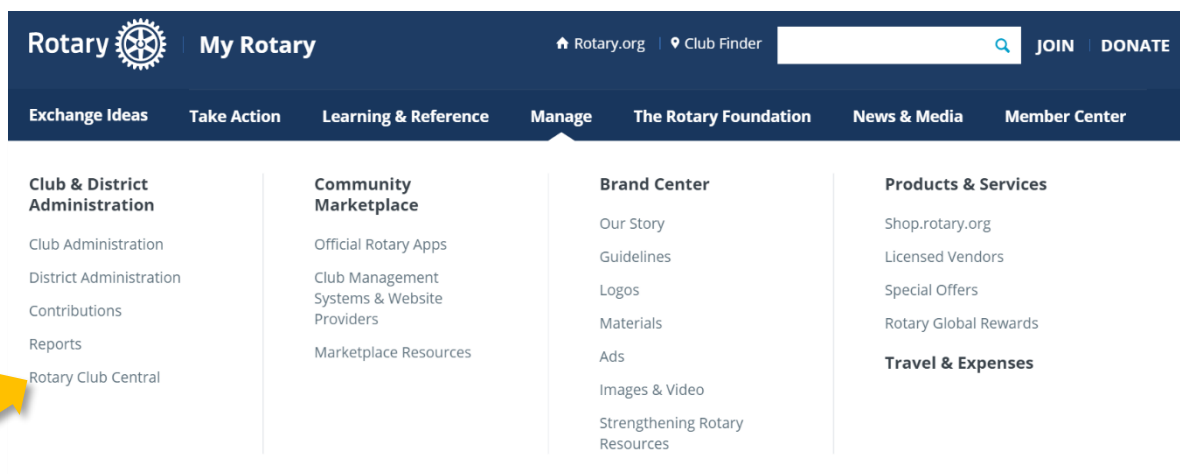 Rotary
My Rotary
Rotary.org
Club Finder
JOIN
DONATE
Exchange Ideas
Take Action
Learning & Reference
Manage
The Rotary Foundation
News & Media
Member Center
Club & District
Administration
Club Administration
District Administration
Contributions
Reports
Rotary Club Central
Community
Marketplace
Official Rotary Apps
Club Management
Systems & Website
Providers
Marketplace Resources
Brand Center
Our Story
Guidelines
Logos
Materials
Ads
Images & Video
Strengthening Rotary
Resources
Products & Services
Shop.rotary.org
Licensed Vendors
Special Offers
Rotary Global Rewards
Travel & Expenses